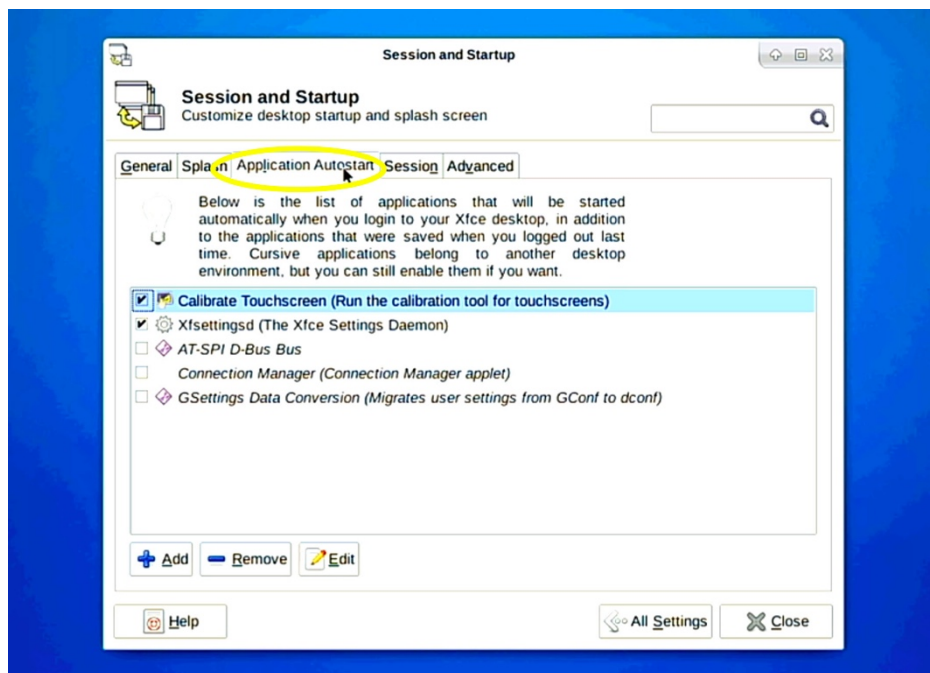 Session and Startup
Session and Startup
Customize desktop startup and splash screen
General Splash Application Autostart Session Advanced
Below is the list of applications that will be started
automatically when you login to your Xfce desktop, in addition
to the applications that were saved when you logged out last
time. Cursive applications belong to another desktop
environment, but you can still enable them if you want.
Calibrate Touchscreen (Run the calibration tool for touchscreens)
Xfsettingsd (The Xfce Settings Daemon)
AT-SPI D-Bus Bus
Connection Manager (Connection Manager applet)
GSettings Data Conversion (Migrates user settings from GConf to dconf)
Add Remove Edit
Help All Settings Close